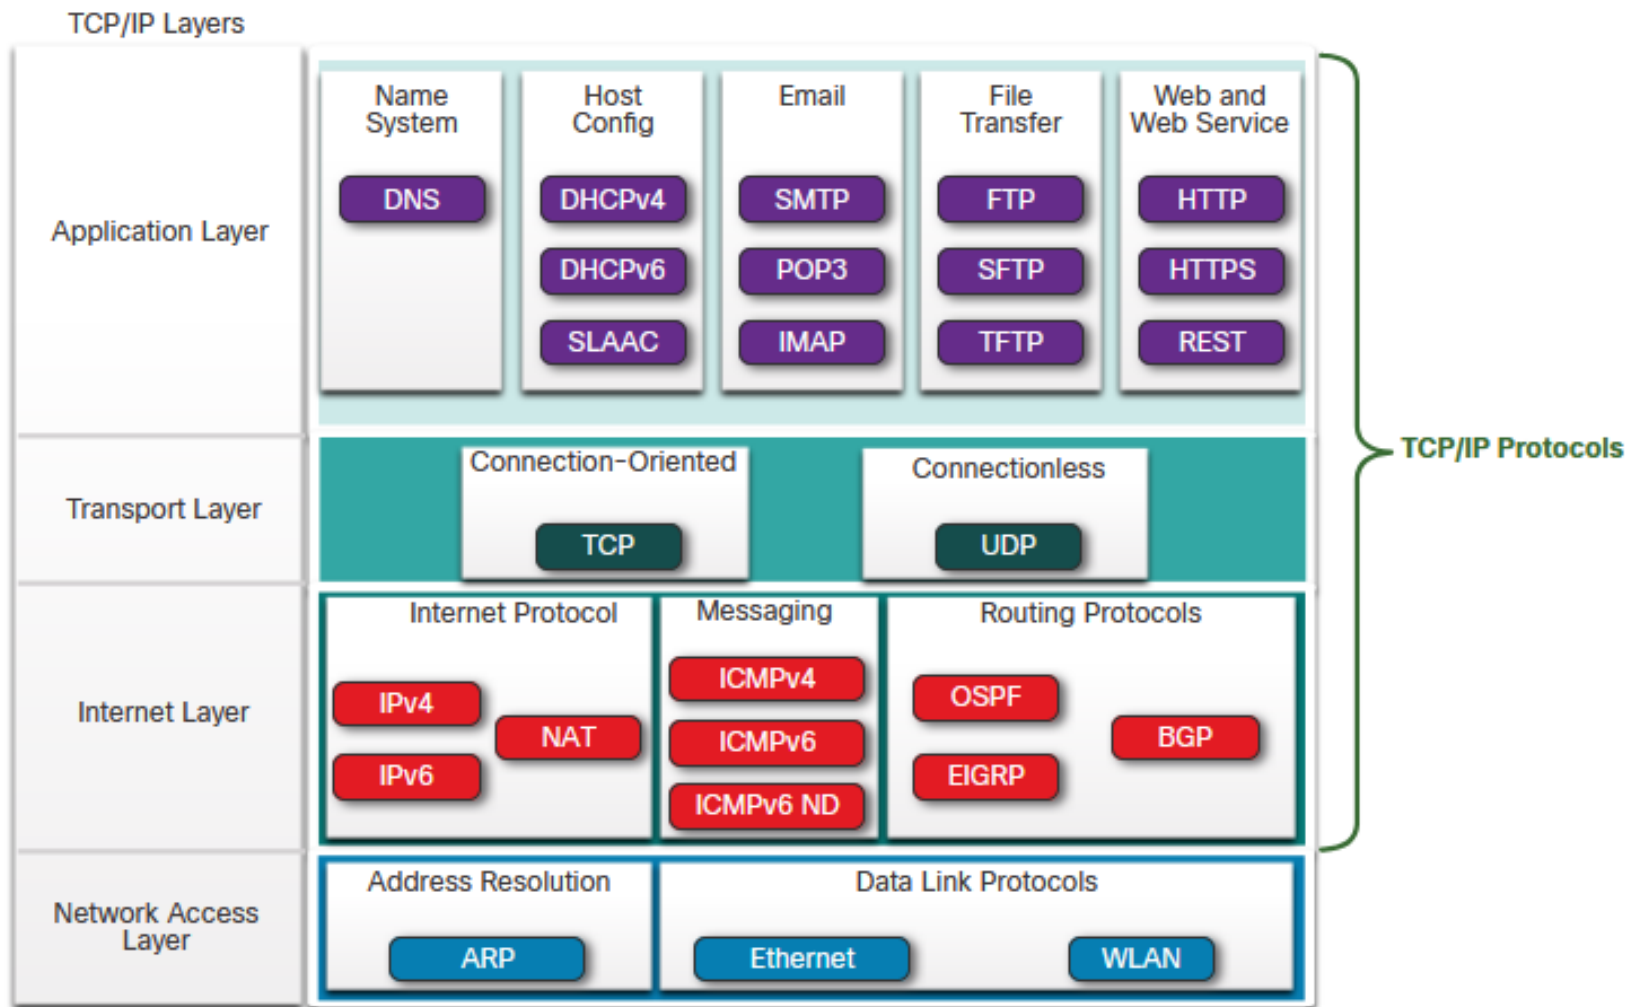 TCP/IP Layers
Application Layer
Name
System
DNS
Host
Config
DHCPv4
DHCPv6
SLAAC
Email
SMTP
POP3
IMAP
File
Transfer
FTP
SFTP
TFTP
Web and
Web Service
HTTP
HTTPS
REST
TCP/IP Protocols
Transport Layer
Connection-Oriented
TCP
Connectionless
UDP
Internet Layer
Internet Protocol
IPv4
IPv6
NAT
Messaging
ICMPv4
ICMPv6
ICMPv6 ND
Routing Protocols
OSPF
EIGRP
BGP
Network Access
Layer
Address Resolution
ARP
Data Link Protocols
Ethernet
WLAN